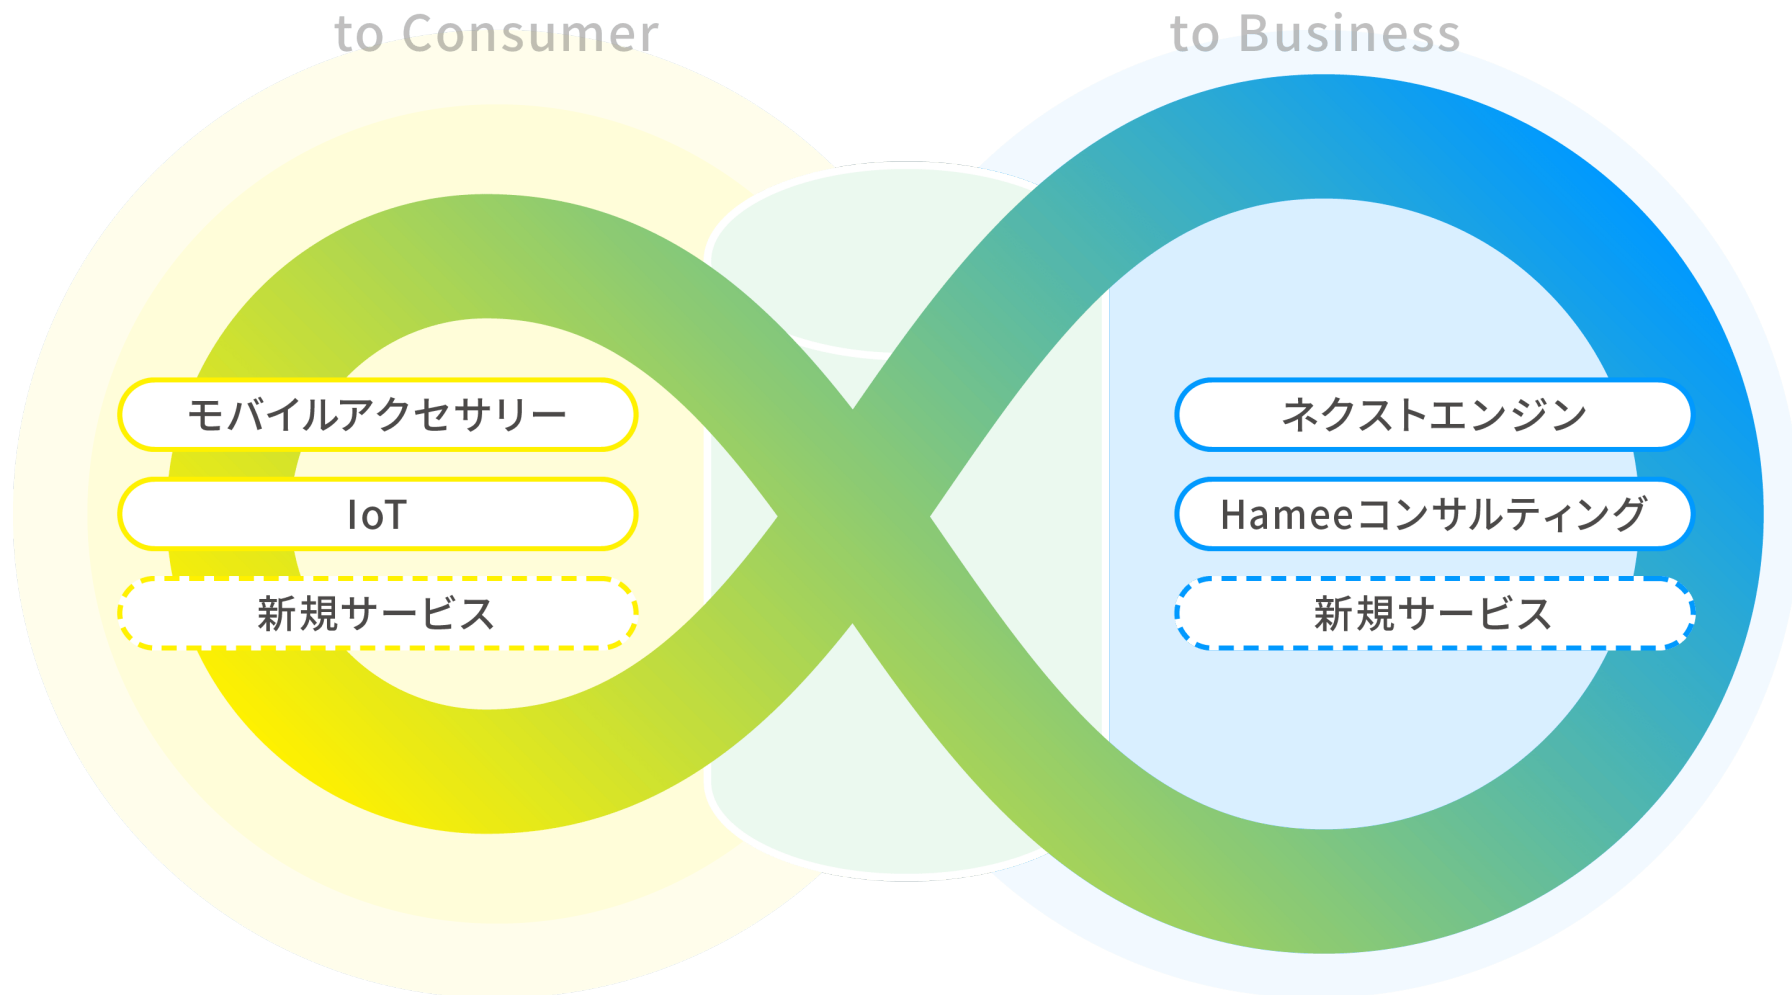 to Consumer
to Business
モバイルアクセサリー
IoT
新規サービス
ネクストエンジン
Hameeコンサルティング
新規サービス